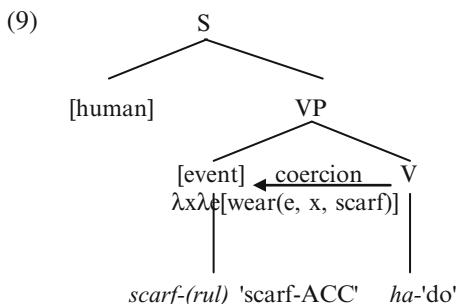 (9)
S
[human] VP
[event] coercion V
λxλe[wear(e, x, scarf)]
scarf-(rul) 'scarf-ACC' ha-'do'